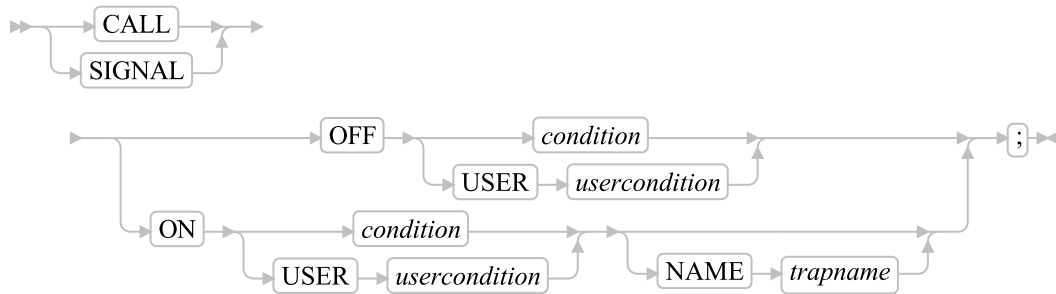 CALL
SIGNAL
OFF condition ;
USER usercondition
ON condition
USER usercondition NAME trapname